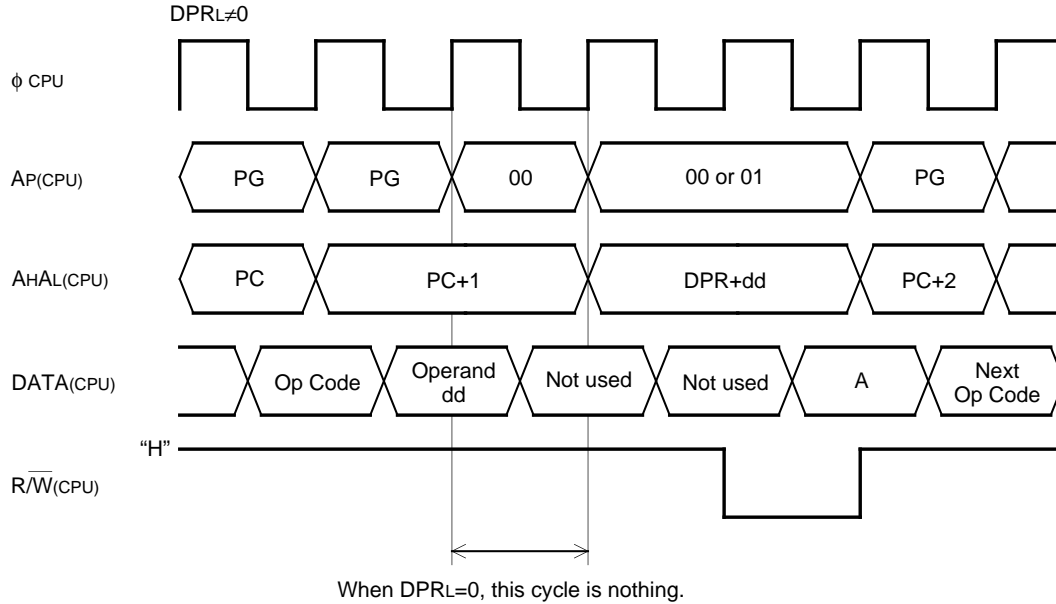 DPRL≠0
ϕ CPU
AP(CPU) PG PG 00 00 or 01 PG
AHAL(CPU) PC PC+1 DPR+dd PC+2
DATA(CPU) Op Code Operand dd Not used Not used A Next Op Code
“H”
R/W(CPU)
When DPRL=0, this cycle is nothing.